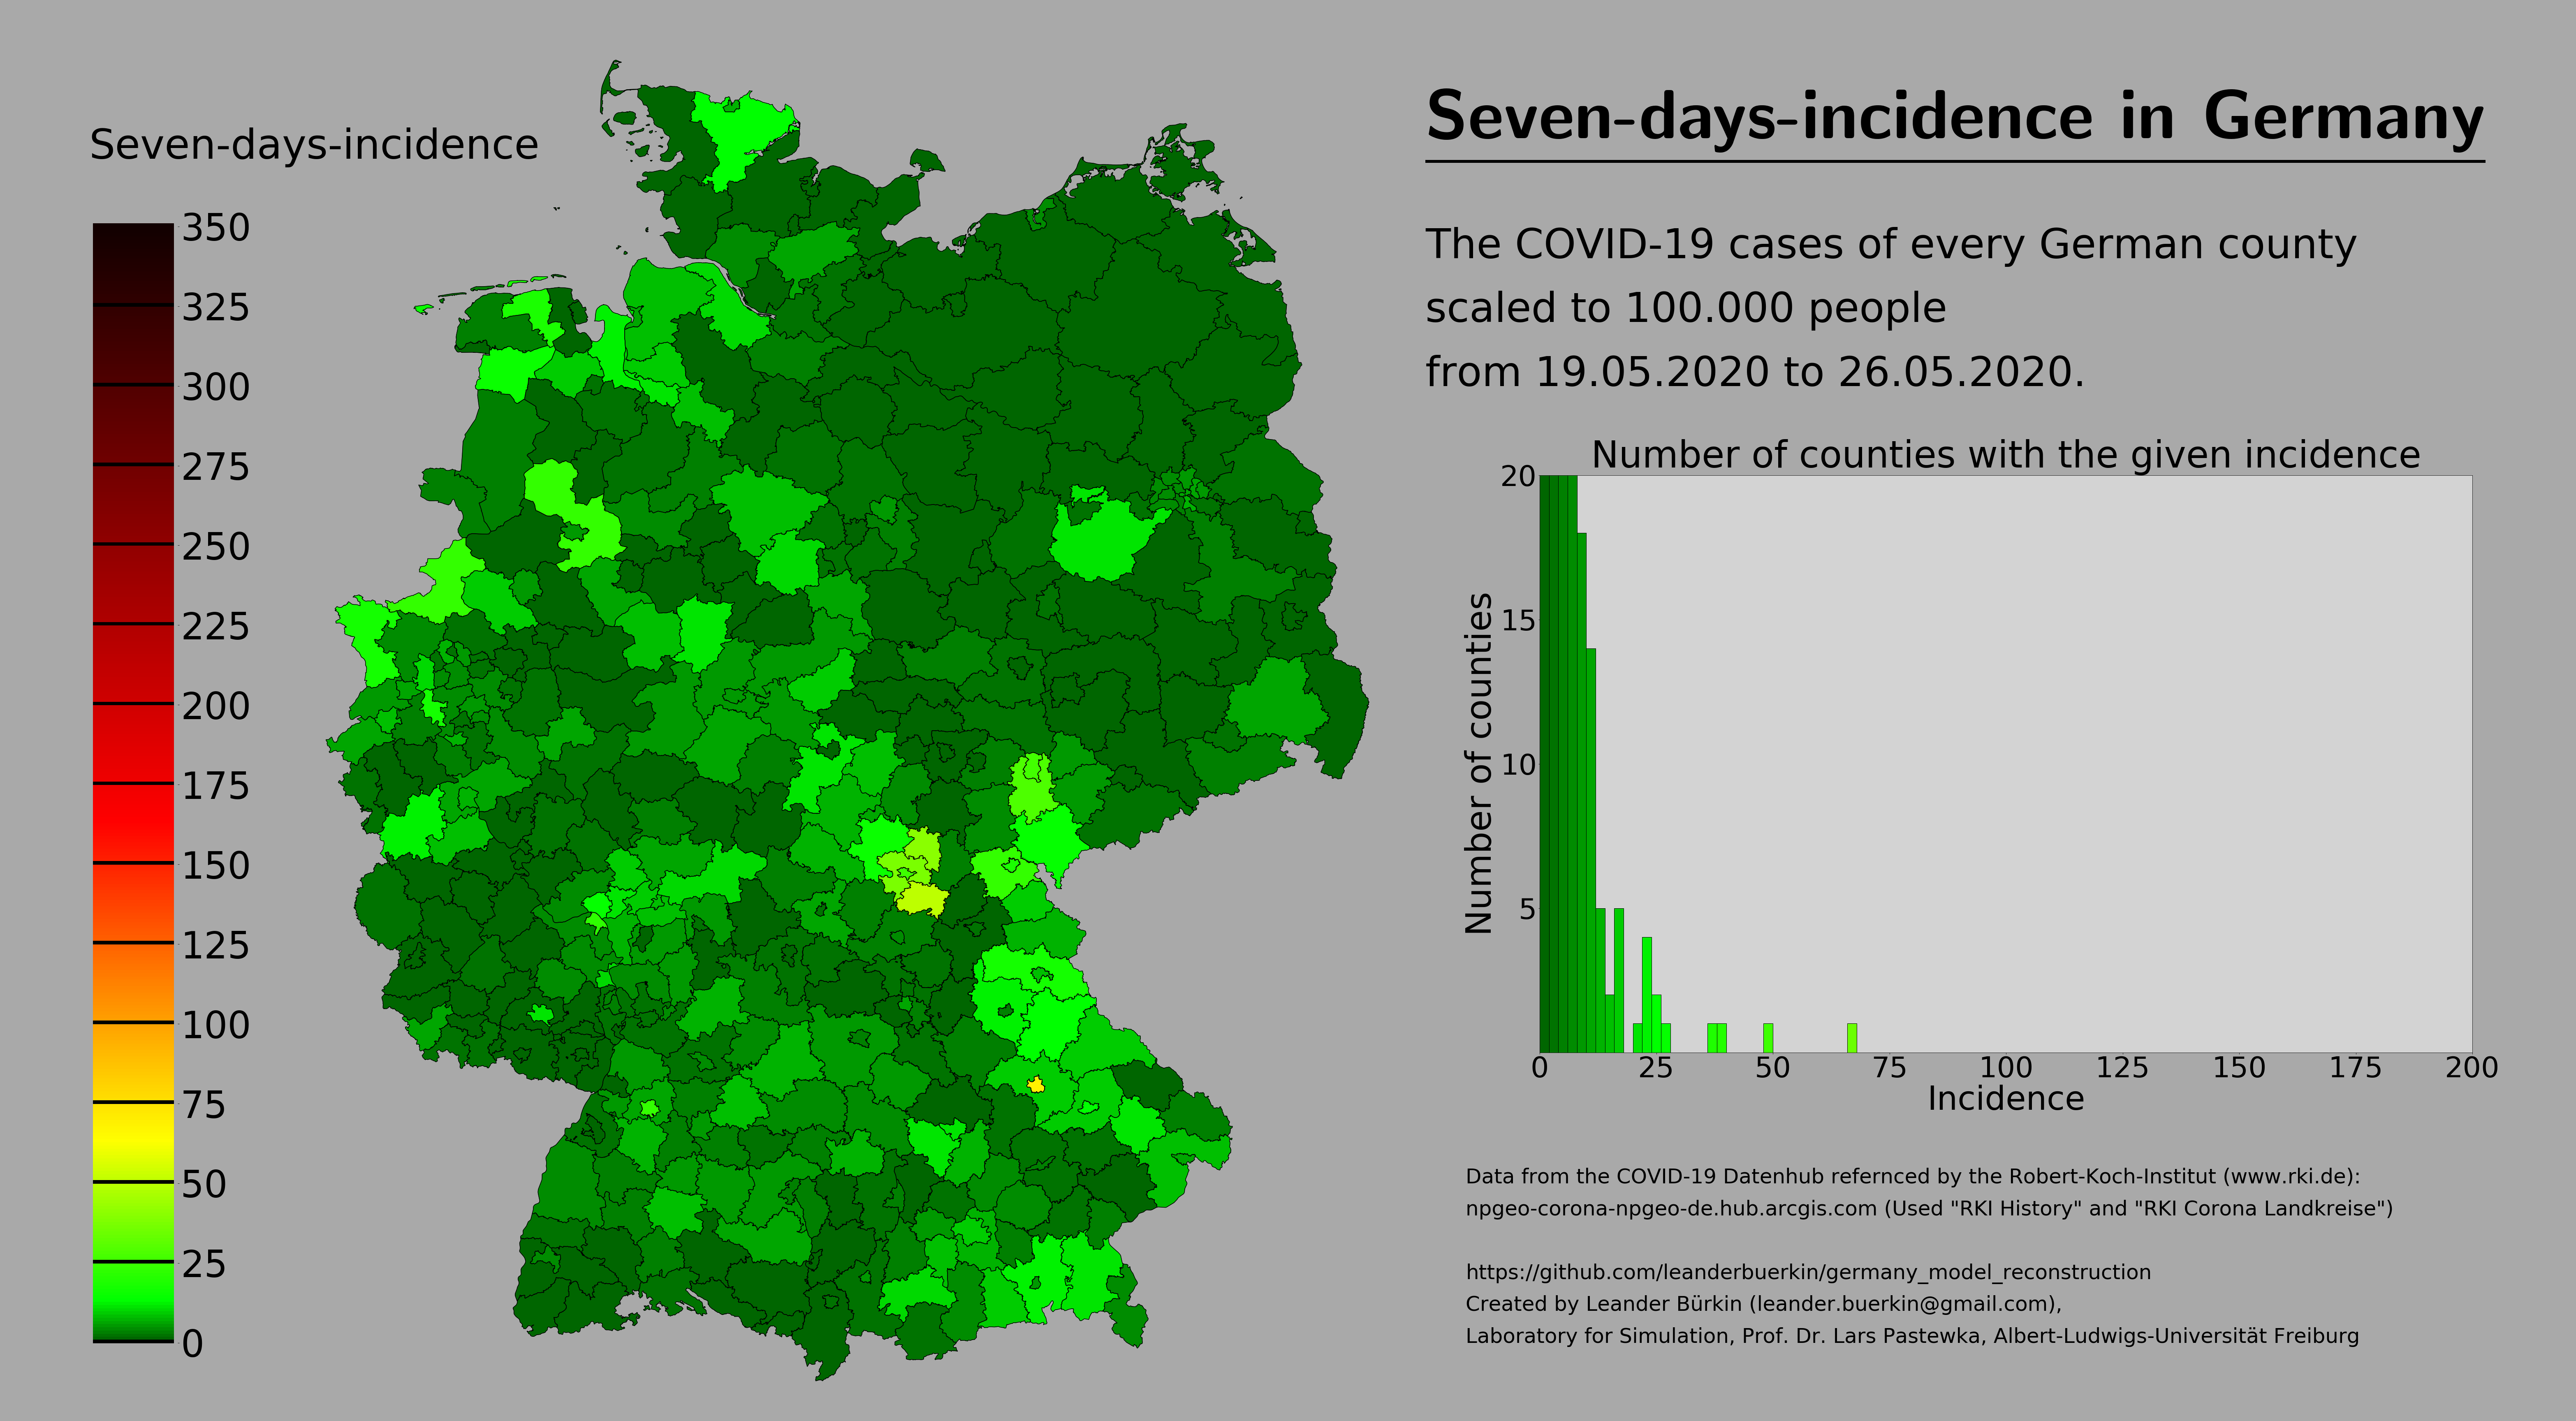 Seven-days-incidence
350
325
300
275
250
225
200
175
150
125
100
75
50
25
0
Seven-days-incidence in Germany
The COVID-19 cases of every German county
scaled to 100.000 people
from 19.05.2020 to 26.05.2020.
Number of counties with the given incidence
20
15
10
5
Number of counties
0 25 50 75 100 125 150 175 200
Incidence
Data from the COVID-19 Datenhub refernced by the Robert-Koch-Institut (www.rki.de):
npgeo-corona-npgeo-de.hub.arcgis.com (Used "RKI History" and "RKI Corona Landkreise")
https://github.com/leanderbuerkin/germany_model_reconstruction
Created by Leander Bürkin (leander.buerkin@gmail.com),
Laboratory for Simulation, Prof. Dr. Lars Pastewka, Albert-Ludwigs-Universität Freiburg